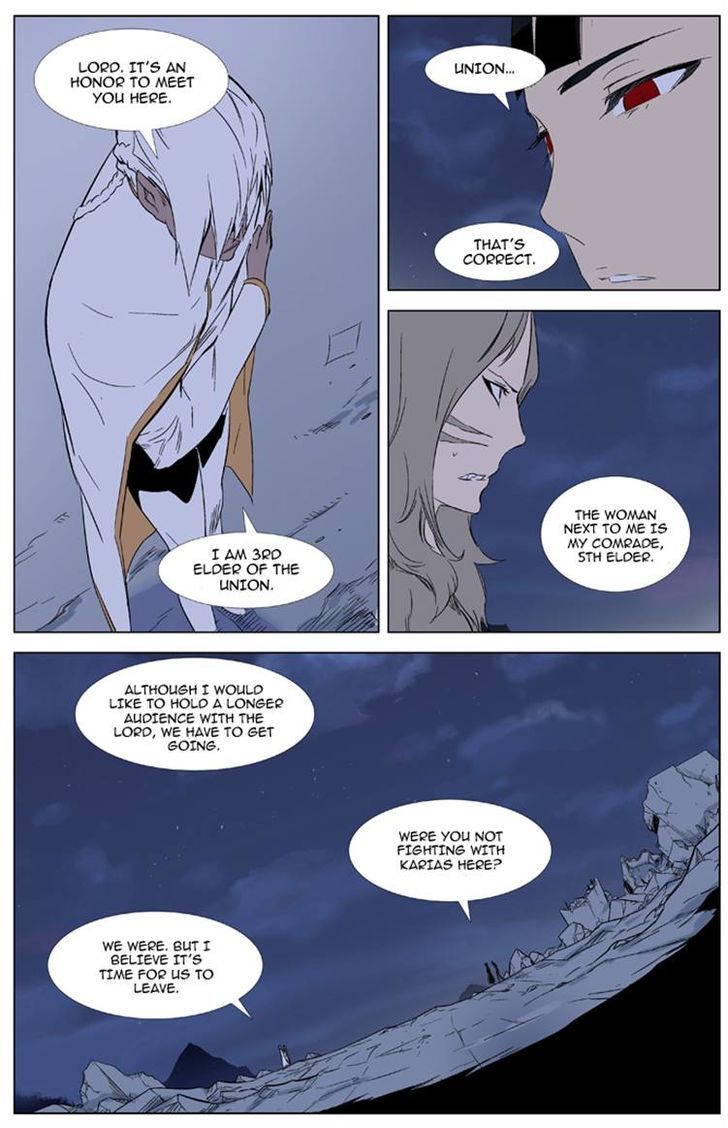 LORD. IT'S AN
HONOR TO MEET
YOU HERE.
I AM 3RD
ELDER OF THE
UNION.
UNION...
THAT'S
CORRECT.
THE WOMAN
NEXT TO ME IS
MY COMRADE,
5TH ELDER.
ALTHOUGH I WOULD
LIKE TO HOLD A LONGER
AUDIENCE WITH THE
LORD, WE HAVE TO GET
GOING.
WERE YOU NOT
FIGHTING WITH
KARIAS HERE?
WE WERE. BUT I
BELIEVE IT'S
TIME FOR US TO
LEAVE.